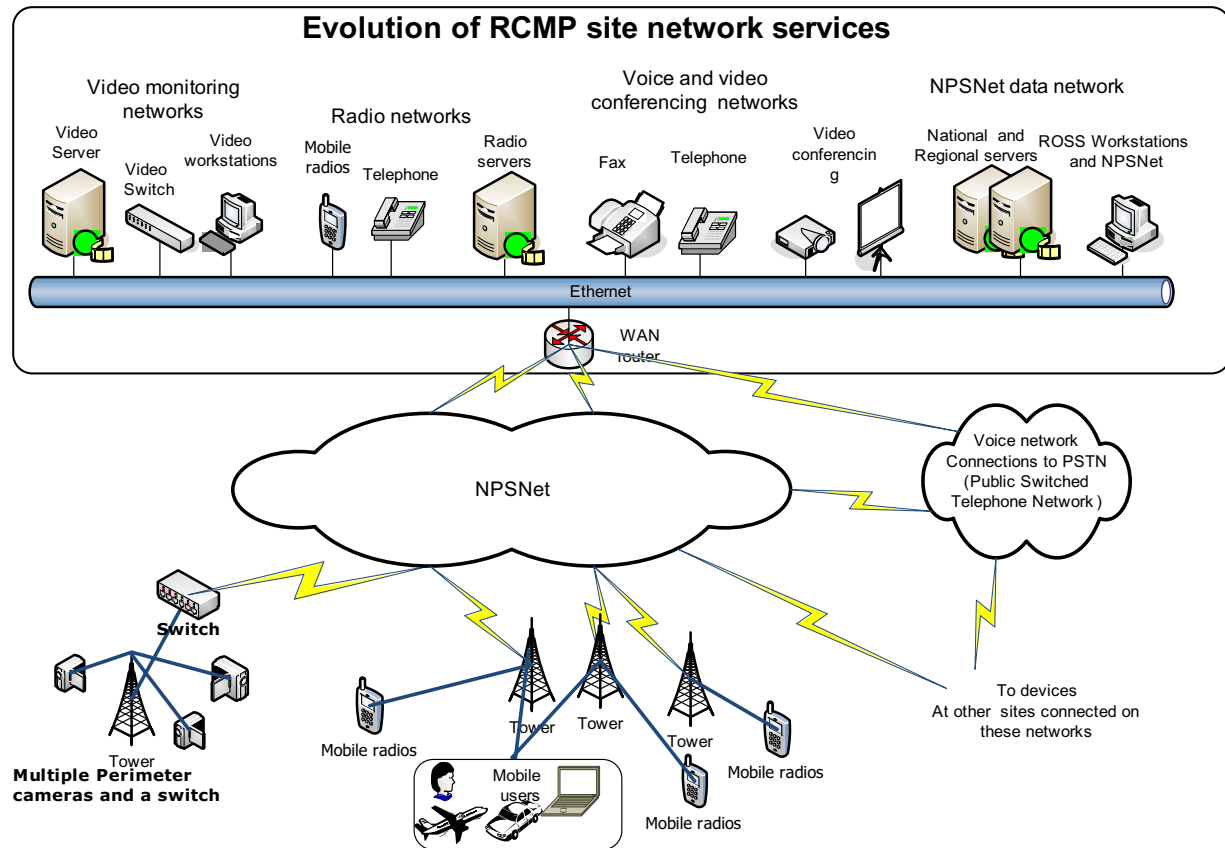 Evolution of RCMP site network services
Video monitoring
networks
Radio networks
Voice and video
conferencing networks
NPSNet data network
Video
Server
Video
Switch
Video
workstations
Mobile
radios
Telephone
Radio
servers
Fax
Telephone
Video
conferencin
g
National and
Regional servers
ROSS Workstations
and NPSNet
Ethernet
WAN
router
NPSNet
Voice network
Connections to PSTN
(Public Switched
Telephone Network )
Switch
Tower
Multiple Perimeter
cameras and a switch
Mobile radios
Tower
Tower
Tower
Mobile radios
Mobile radios
Mobile
users
To devices
At other sites connected on
these networks